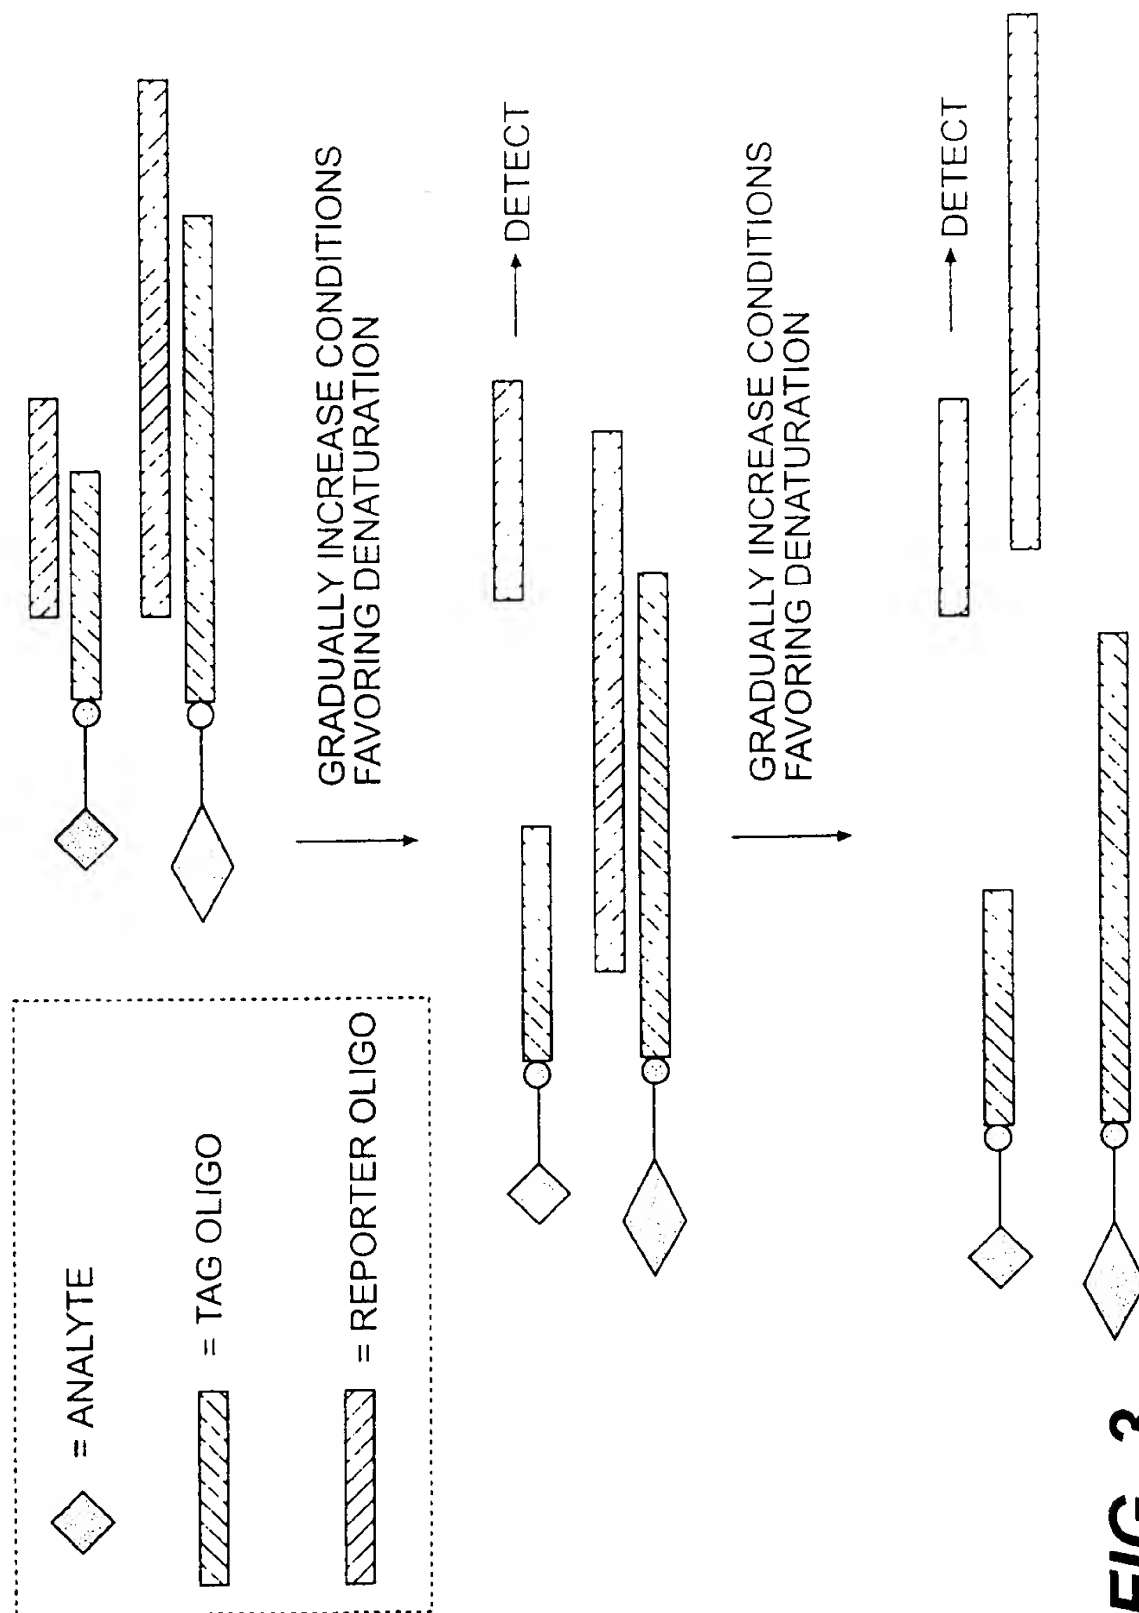 = ANALYTE
= TAG OLIGO
= REPORTER OLIGO
GRADUALLY INCREASE CONDITIONS
FAVORING DENATURATION
DETECT
GRADUALLY INCREASE CONDITIONS
FAVORING DENATURATION
DETECT
FIG. 3